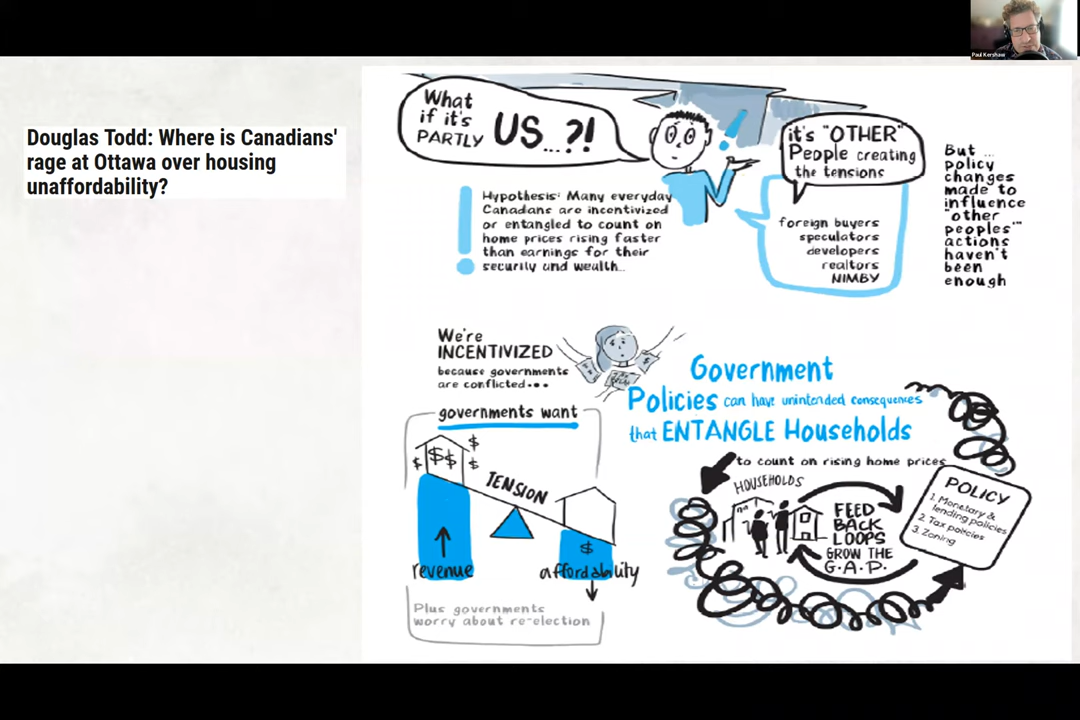 Paul Kershaw
Douglas Todd: Where is Canadians'
rage at Ottawa over housing
unaffordability?
What
if it's
PARTLY US...?!
it's "OTHER"
People creating
the tensions
But...
policy
changes
made to
influence
"other
peoples'"
actions
haven't
been
enough
Hypothesis: Many everyday
Canadians are incentivized
or entangled to count on
home prices rising faster
than earnings for their
security and wealth...
foreign buyers
speculators
developers
realtors
NIMBY
We're
INCENTIVIZED
because governments
are conflicted...
governments want
$ $$ $ $
TENSION
$
revenue
affordability
Plus governments
worry about re-election
Government
Policies can have unintended consequences
that ENTANGLE Households
to count on rising home prices
HOUSEHOLDS
FEED
BACK
LOOPS
GROW THE
G.A.P.
POLICY
1. Monetary &
lending policies
2. Tax policies
3. Zoning